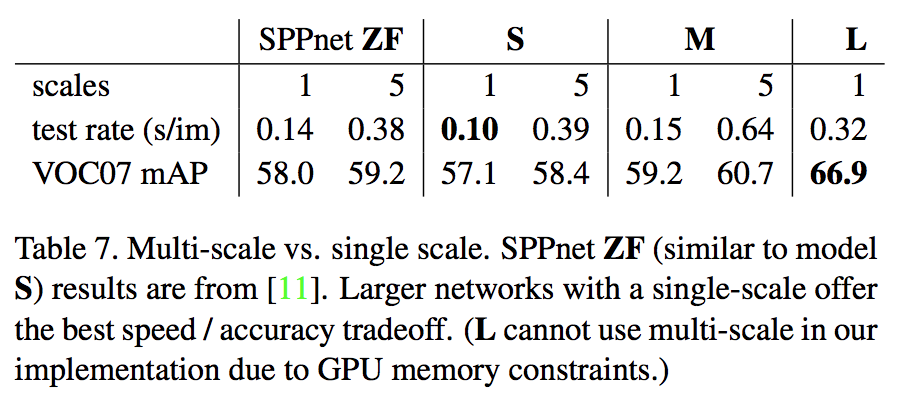 SPPnet ZF S M L
scales 1 5 1 5 1 5 1
test rate (s/im) 0.14 0.38 0.10 0.39 0.15 0.64 0.32
VOC07 mAP 58.0 59.2 57.1 58.4 59.2 60.7 66.9
Table 7. Multi-scale vs. single scale. SPPnet ZF (similar to model
S) results are from [11]. Larger networks with a single-scale offer
the best speed / accuracy tradeoff. (L cannot use multi-scale in our
implementation due to GPU memory constraints.)